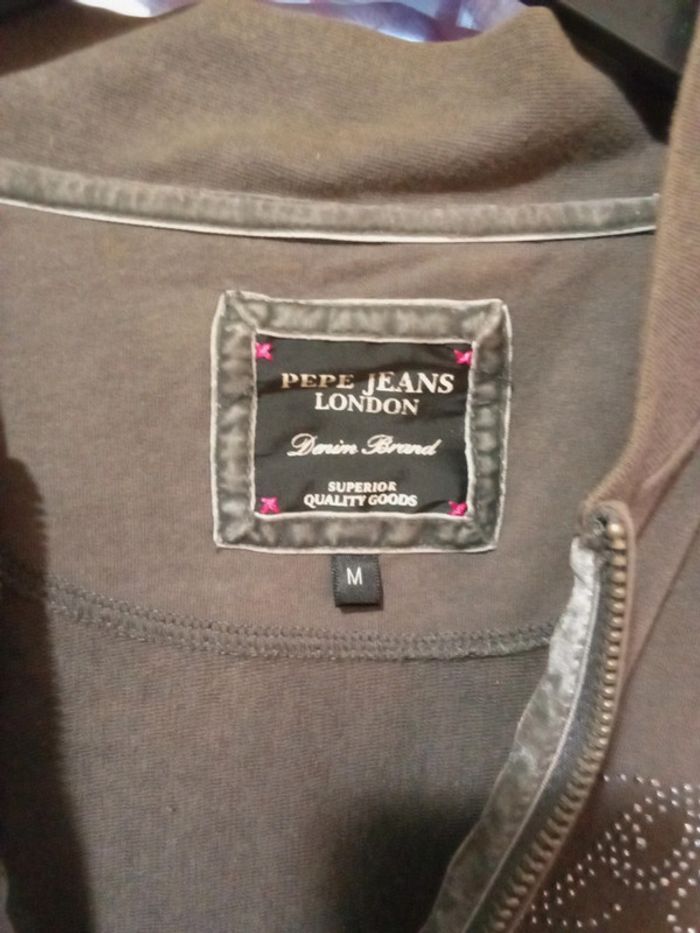 PEPE JEANS
LONDON
Denim Brand
SUPERIOR
QUALITY GOODS
M